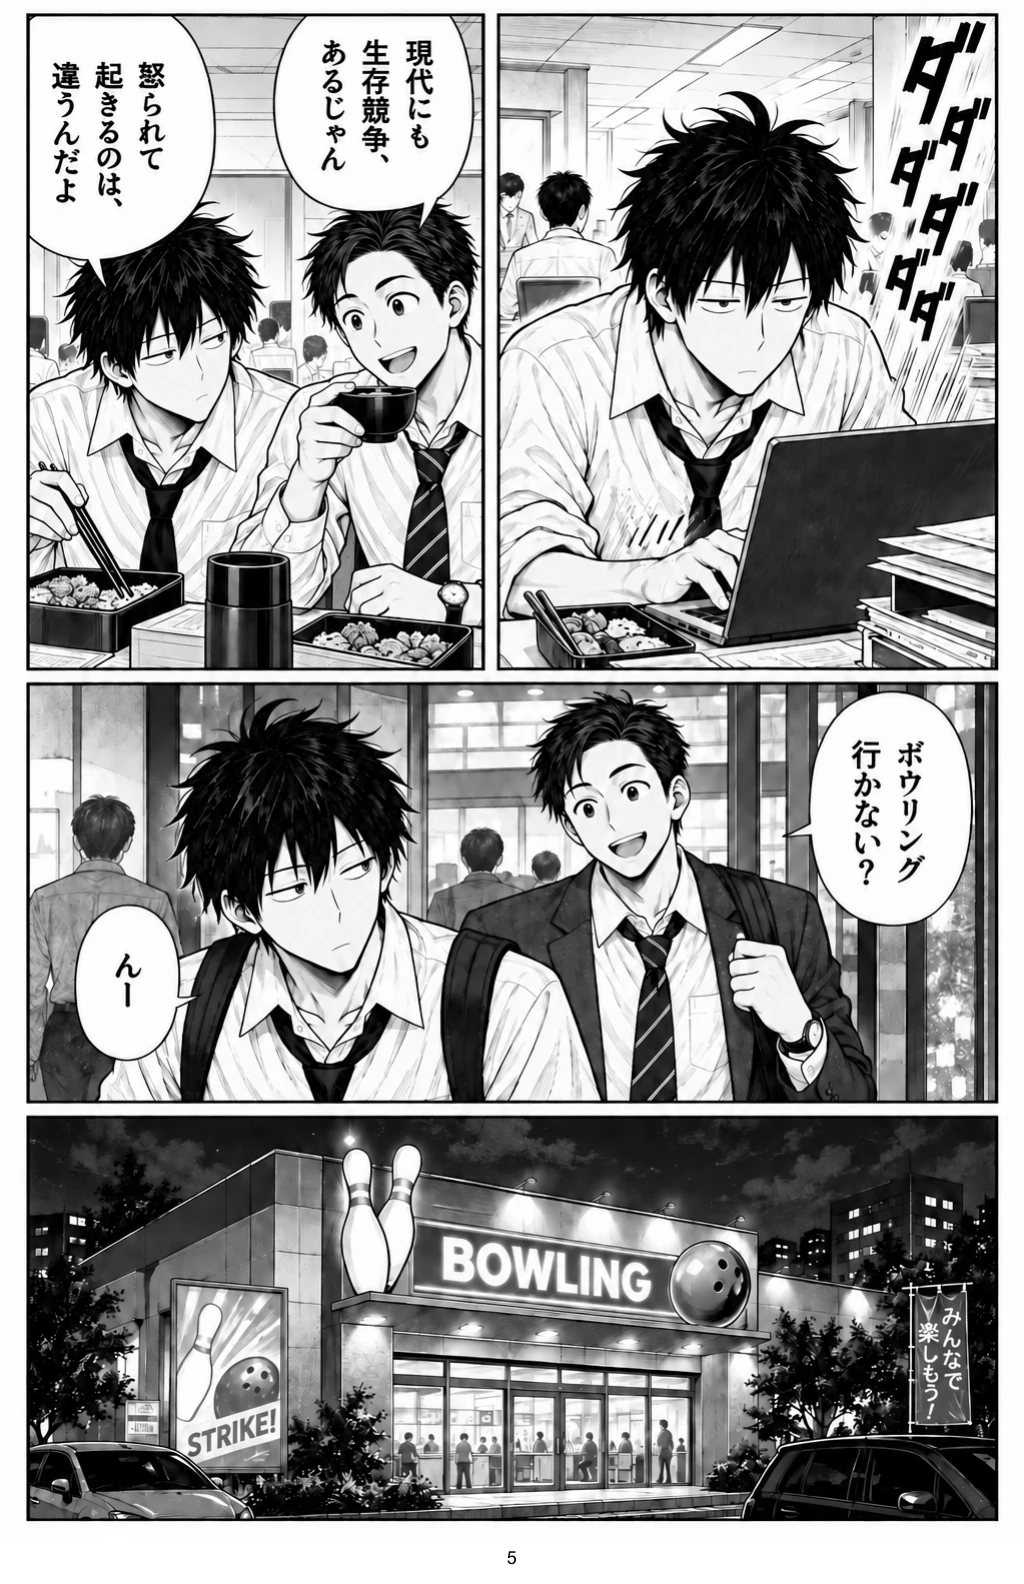 ダダ
ダダ
ダダ
現代にも
生存競争、
あるじゃん
怒られて
起きるのは、
違うんだよ
ボウリング
行かない？
んー
BOWLING
STRIKE!
みんなで
楽しもう！
5